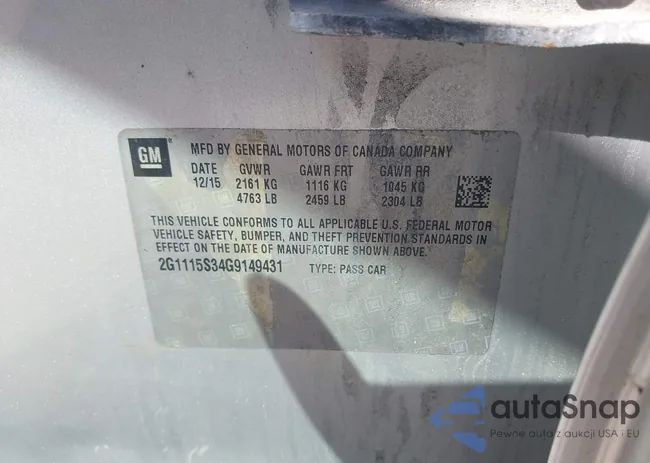 GM
MFD BY GENERAL MOTORS OF CANADA COMPANY
DATE GVWR GAWR FRT GAWR RR
12/15 2161 KG 1116 KG 1045 KG
4763 LB 2459 LB 2304 LB
THIS VEHICLE CONFORMS TO ALL APPLICABLE U.S. FEDERAL MOTOR
VEHICLE SAFETY, BUMPER, AND THEFT PREVENTION STANDARDS IN
EFFECT ON THE DATE OF MANUFACTURE SHOWN ABOVE.
2G1115S34G9149431 TYPE: PASS CAR
autoSnap
Pewne auta z aukcji USA i EU